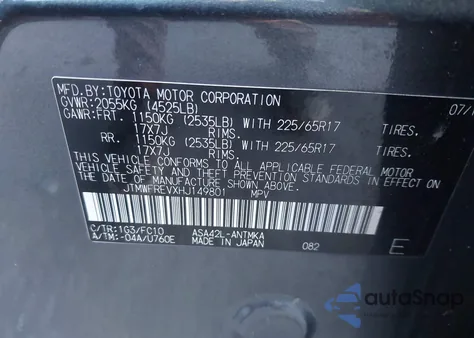 MFD.BY:TOYOTA MOTOR CORPORATION 07/1
GVWR:2055KG (4525LB)
GAWR:FRT. 1150KG (2535LB) WITH 225/65R17 TIRES.
17X7J RIMS.
RR. 1150KG (2535LB) WITH 225/65R17 TIRES.
17X7J RIMS.
THIS VEHICLE CONFORMS TO ALL APPLICABLE FEDERAL MOTOR
VEHICLE SAFETY AND THEFT PREVENTION STANDARDS IN
EFFECT ON THE DATE OF MANUFACTURE SHOWN ABOVE.
JTMWFREVXHJ149801 MPV
C/TR:1G3/FC10 ASA42L-ANTMKA
A/TM:-04A/U760E MADE IN JAPAN 082 E
autoSnap